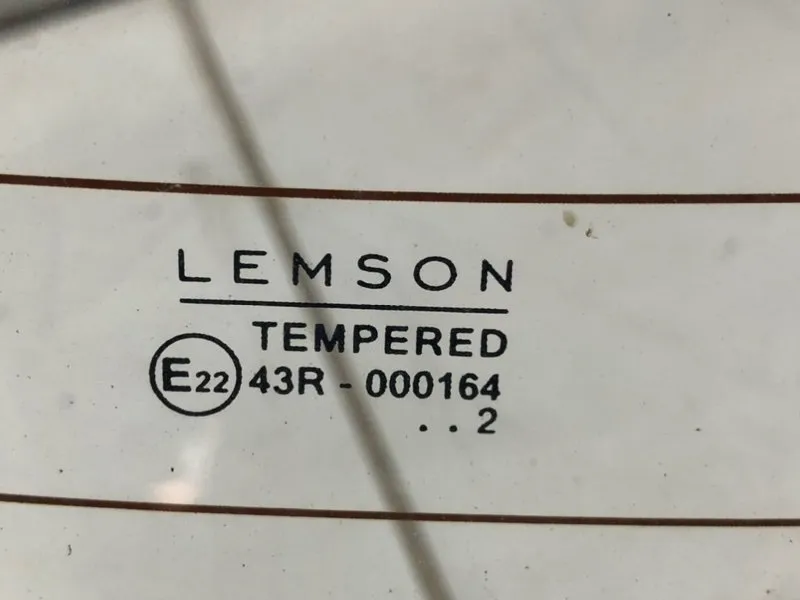 LEMSON
TEMPERED
E22 43R - 000164
..2